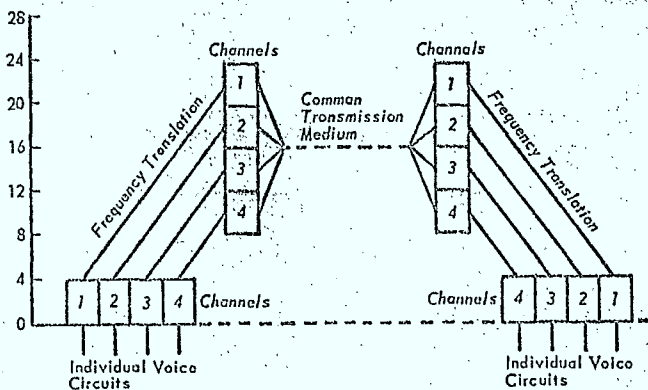 28
24
20
16
12
8
4
0
Channels
1
2
3
4
Frequency Translation
Common
Transmission
Medium
Channels
1
2
3
4
Frequency Translation
1 2 3 4 Channels
Individual Voice
Circuits
Channels 4 3 2 1
Individual Voice
Circuits